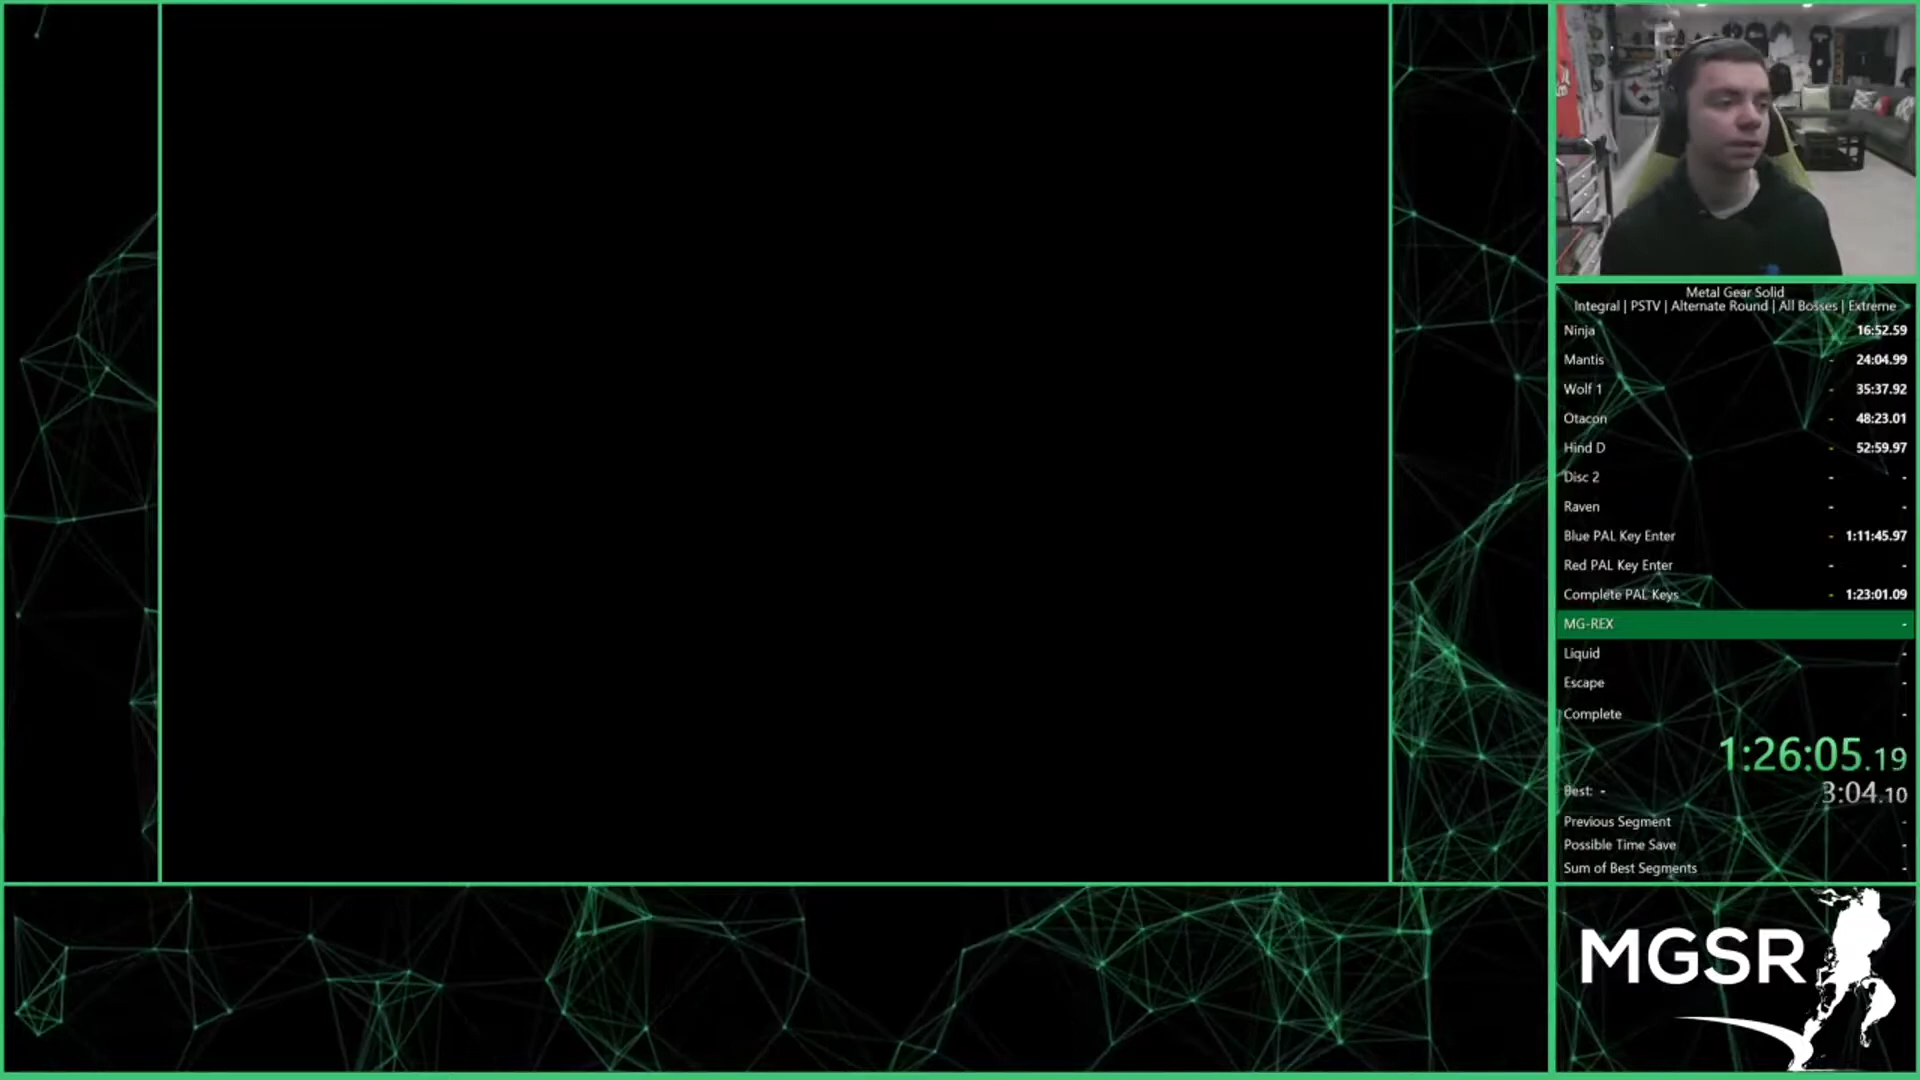 Metal Gear Solid
Integral | PSTV | Alternate Round | All Bosses | Extreme
Ninja 16:52.59
Mantis - 24:04.99
Wolf 1 - 35:37.92
Otacon - 48:23.01
Hind D - 52:59.97
Disc 2 - -
Raven - -
Blue PAL Key Enter - 1:11:45.97
Red PAL Key Enter - -
Complete PAL Keys - 1:23:01.09
MG-REX -
Liquid -
Escape -
Complete -
1:26:05.19
Best: - 3:04.10
Previous Segment -
Possible Time Save -
Sum of Best Segments -
MGSR